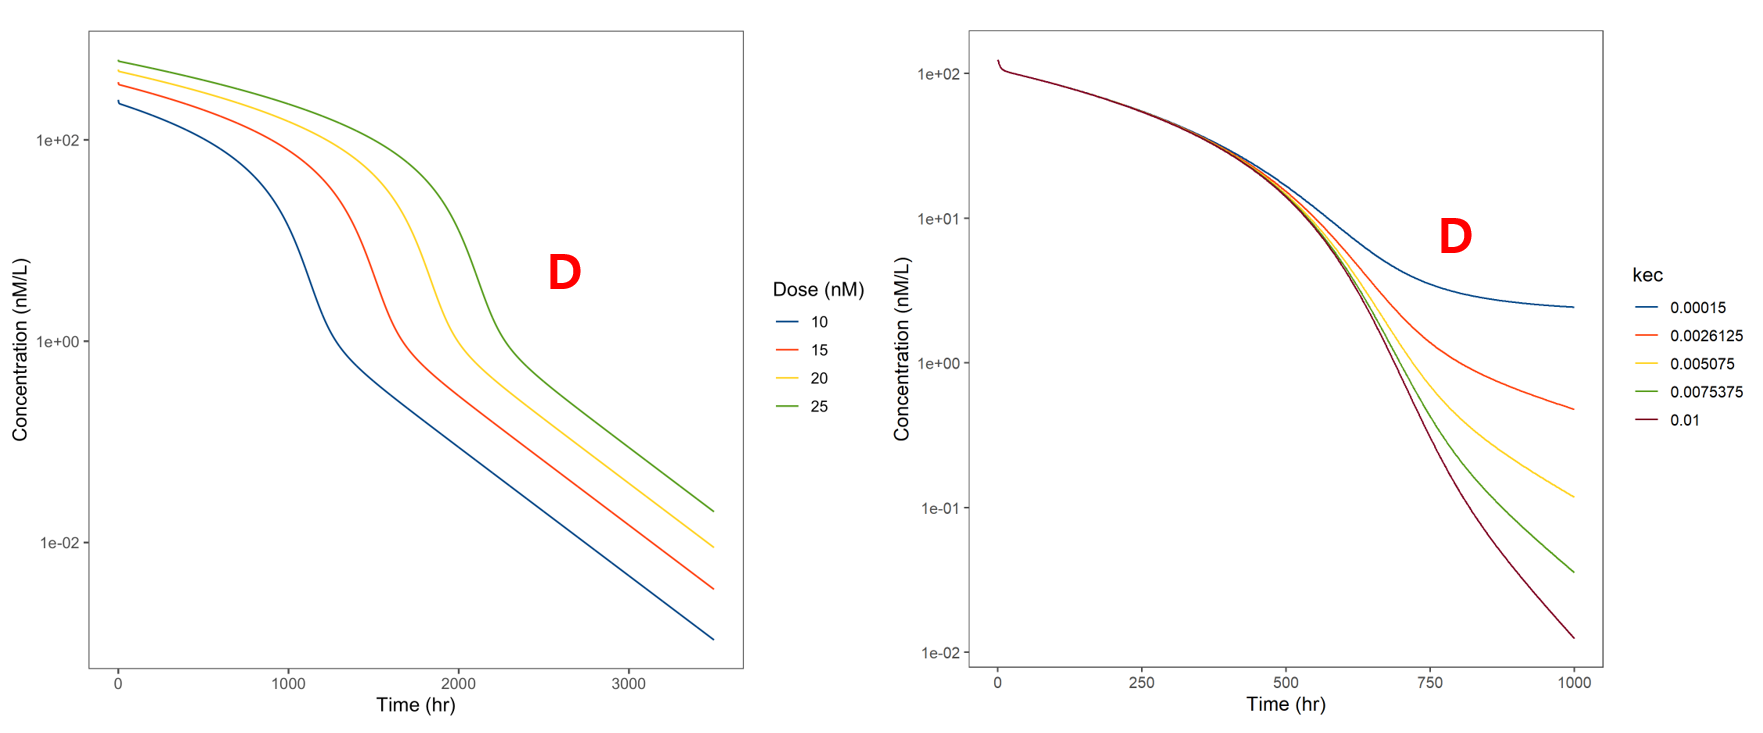 1e+02
1e+00
1e-02
0
1000
2000
3000
Time (hr)
Concentration (nM/L)
D
Dose (nM)
10
15
20
25
1e+02
1e+01
1e+00
1e-01
1e-02
0
250
500
750
1000
Time (hr)
Concentration (nM/L)
D
kec
0.00015
0.0026125
0.005075
0.0075375
0.01